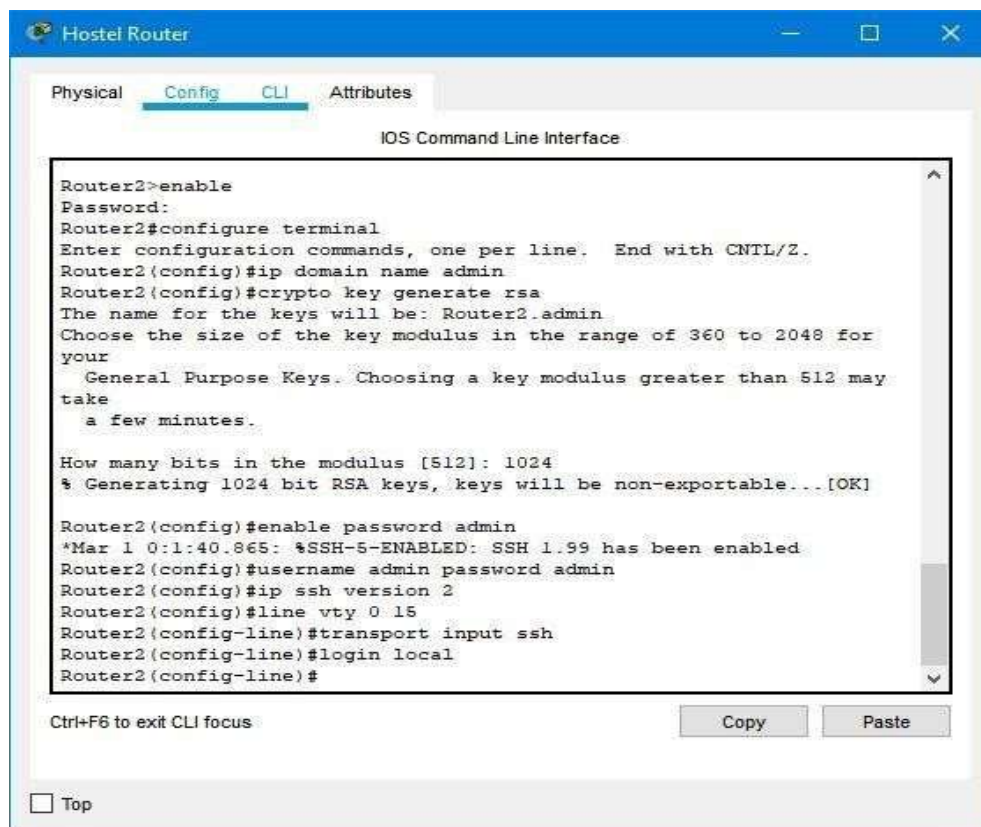 Hostel Router
Physical Config CLI Attributes
IOS Command Line Interface
Router2>enable
Password:
Router2#configure terminal
Enter configuration commands, one per line.  End with CNTL/Z.
Router2(config)#ip domain name admin
Router2(config)#crypto key generate rsa
The name for the keys will be: Router2.admin
Choose the size of the key modulus in the range of 360 to 2048 for
your
  General Purpose Keys. Choosing a key modulus greater than 512 may
take
  a few minutes.
How many bits in the modulus [512]: 1024
% Generating 1024 bit RSA keys, keys will be non-exportable...[OK]
Router2(config)#enable password admin
*Mar 1 0:1:40.865: %SSH-5-ENABLED: SSH 1.99 has been enabled
Router2(config)#username admin password admin
Router2(config)#ip ssh version 2
Router2(config)#line vty 0 15
Router2(config-line)#transport input ssh
Router2(config-line)#login local
Router2(config-line)#
Ctrl+F6 to exit CLI focus
Copy
Paste
Top